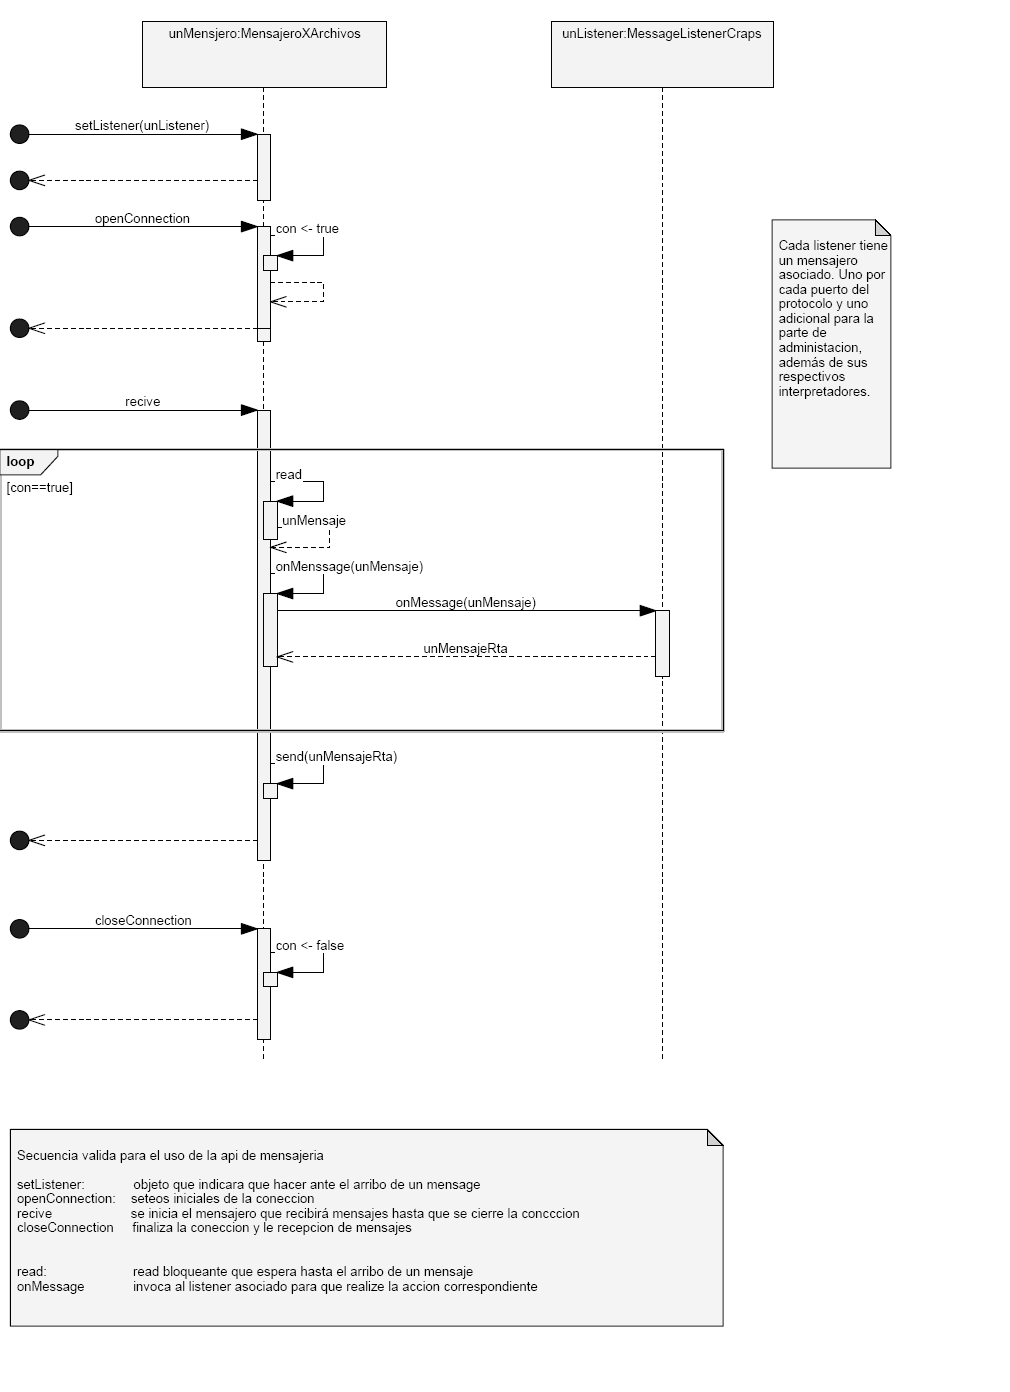 unMensjero:MensajeroXArchivos
unListener:MessageListenerCraps
setListener(unListener)
openConnection
con <- true
Cada listener tiene
un mensajero
asociado. Uno por
cada puerto del
protocolo y uno
adicional para la
parte de
administacion,
además de sus
respectivos
interpretadores.
recive
loop
[con==true]
read
unMensaje
onMenssage(unMensaje)
onMessage(unMensaje)
unMensajeRta
send(unMensajeRta)
closeConnection
con <- false
Secuencia valida para el uso de la api de mensajeria
setListener: objeto que indicara que hacer ante el arribo de un mensage
openConnection: seteos iniciales de la coneccion
recive se inicia el mensajero que recibirá mensajes hasta que se cierre la concccion
closeConnection finaliza la coneccion y le recepcion de mensajes
read: read bloqueante que espera hasta el arribo de un mensaje
onMessage invoca al listener asociado para que realize la accion correspondiente